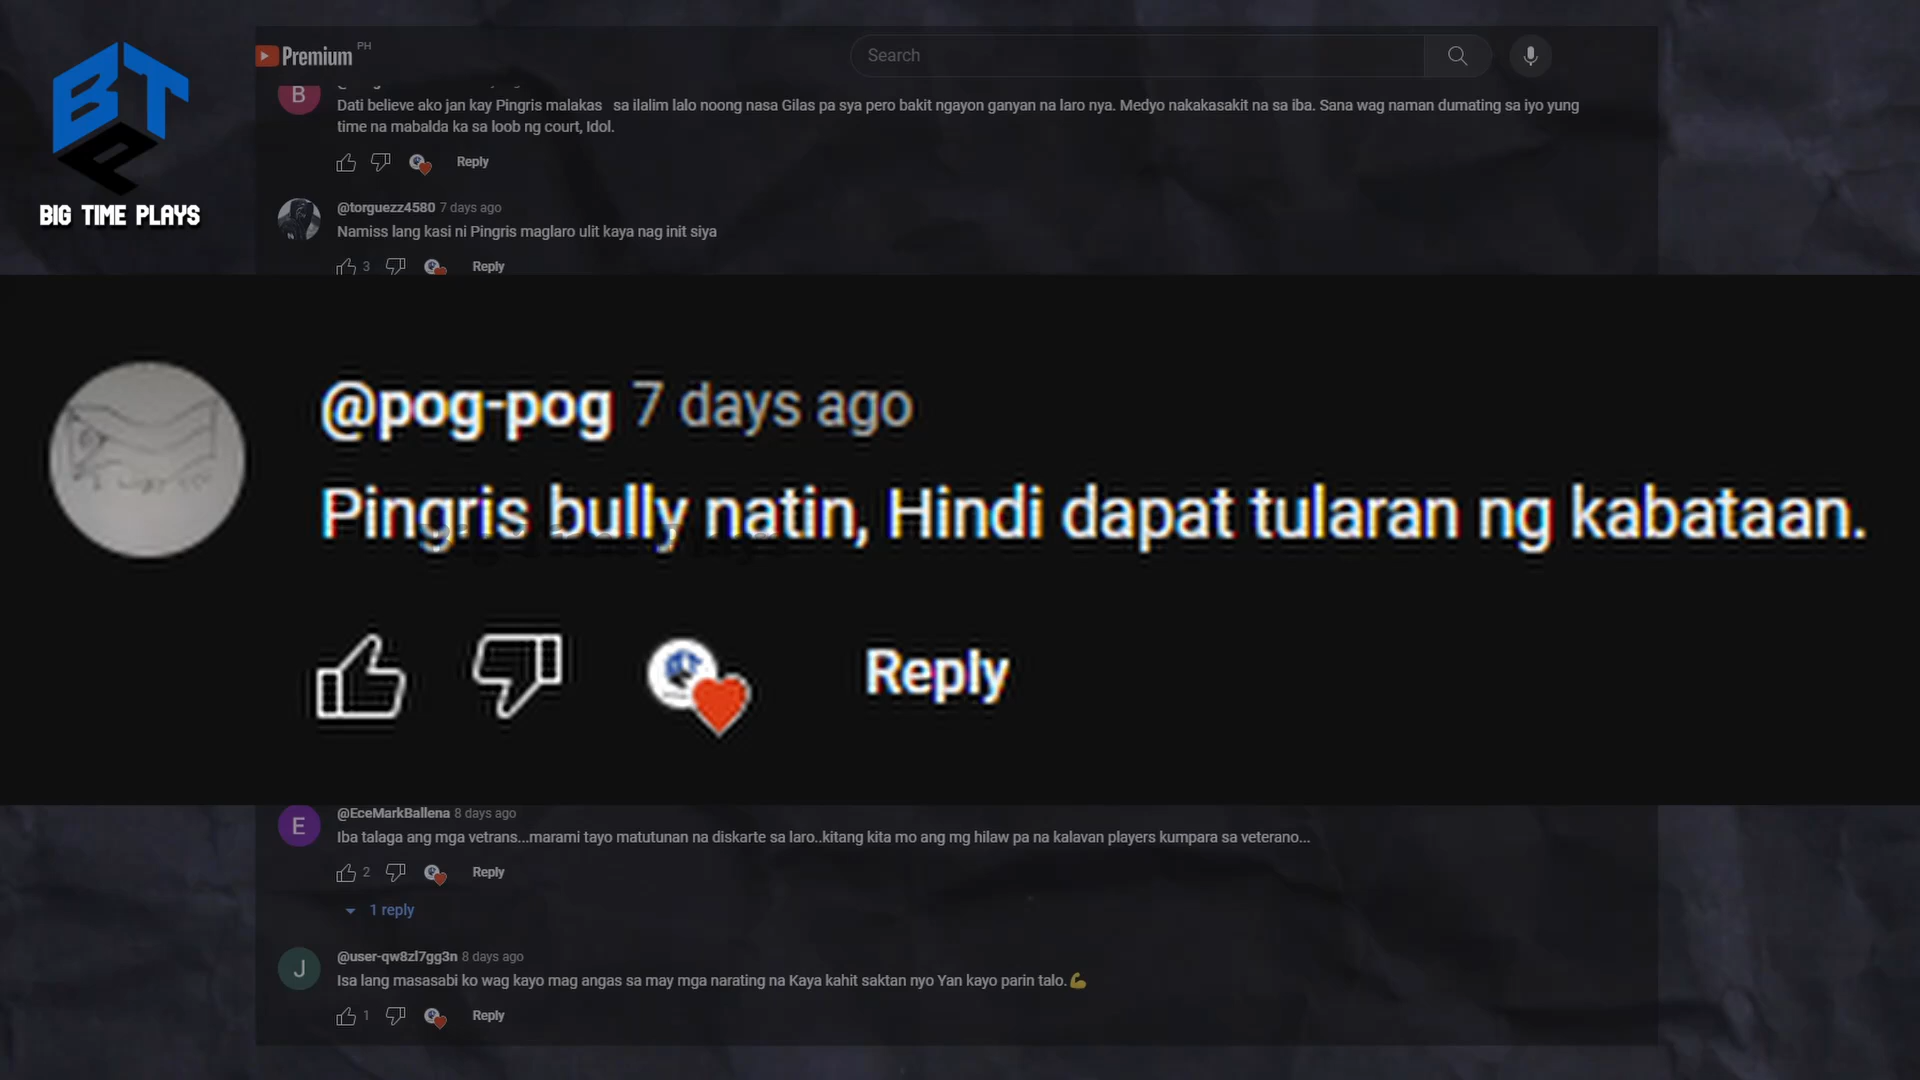 BTP
BIG TIME PLAYS
Premium PH
Search
B
Dati believe ako jan kay Pingris malakas sa ilalim lalo noong nasa Gilas pa sya pero bakit ngayon ganyan na laro nya. Medyo nakakasakit na sa iba. Sana wag naman dumating sa iyo yung
time na mabalda ka sa loob ng court, Idol.
Reply
@torguezz4580 7 days ago
Namiss lang kasi ni Pingris maglaro ulit kaya nag init siya
3 Reply
@pog-pog 7 days ago
Pingris bully natin, Hindi dapat tularan ng kabataan.
Reply
E
@EceMarkBallena 8 days ago
Iba talaga ang mga vetrans...marami tayo matutunan na diskarte sa laro..kitang kita mo ang mg hilaw pa na kalavan players kumpara sa veterano...
2 Reply
1 reply
J
@user-qw8zl7gg3n 8 days ago
Isa lang masasabi ko wag kayo mag angas sa may mga narating na Kaya kahit saktan nyo Yan kayo parin talo.💪
1 Reply